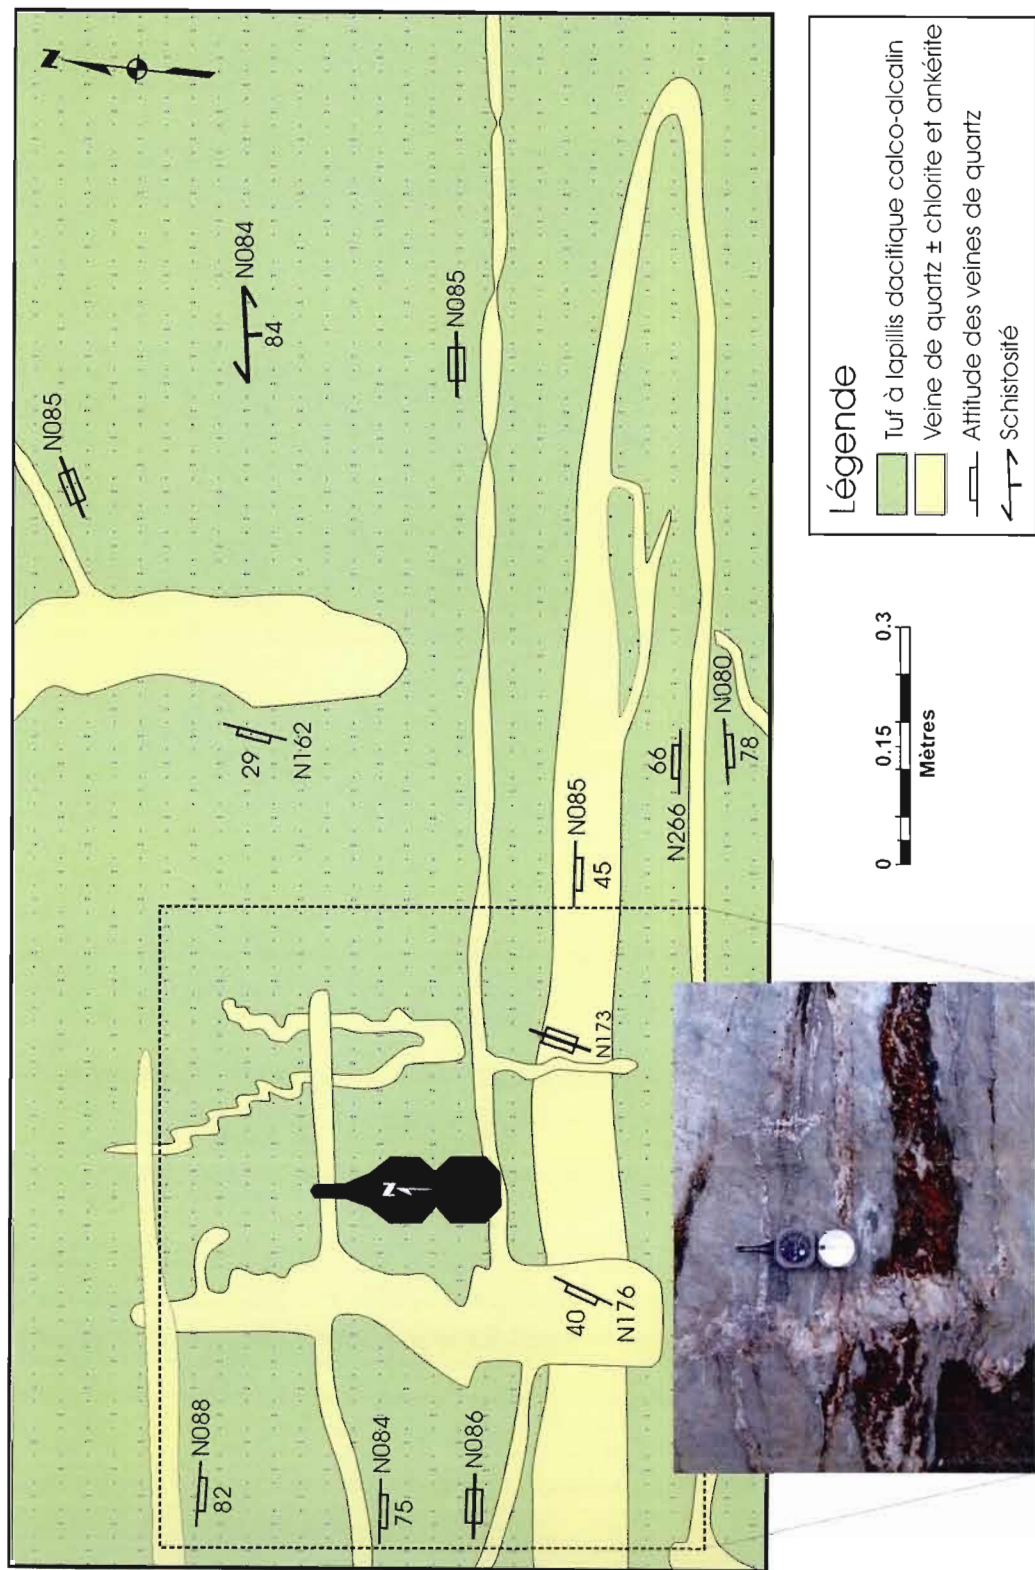 N
N085
N084
84
N085
29
N162
N085
45
66
N266
N080
78
N173
N
40
N176
N088
82
N084
75
N086
Légende
Tuf à lapillis dacitique calco-alcalin
Veine de quartz ± chlorite et ankérite
Attitude des veines de quartz
Schistosité
0 0.15 0.3
Mètres